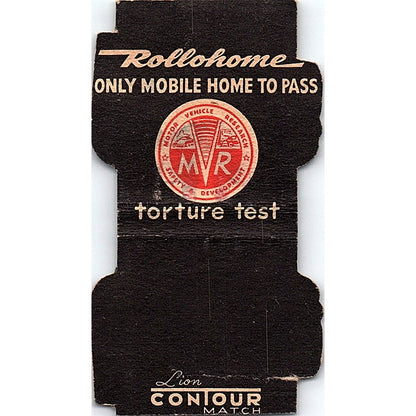 Rollohome
ONLY MOBILE HOME TO PASS
MOTOR VEHICLE RESEARCH
MVR
SAFETY & DEVELOPMENT
torture test
Lion
CONTOUR
MATCH